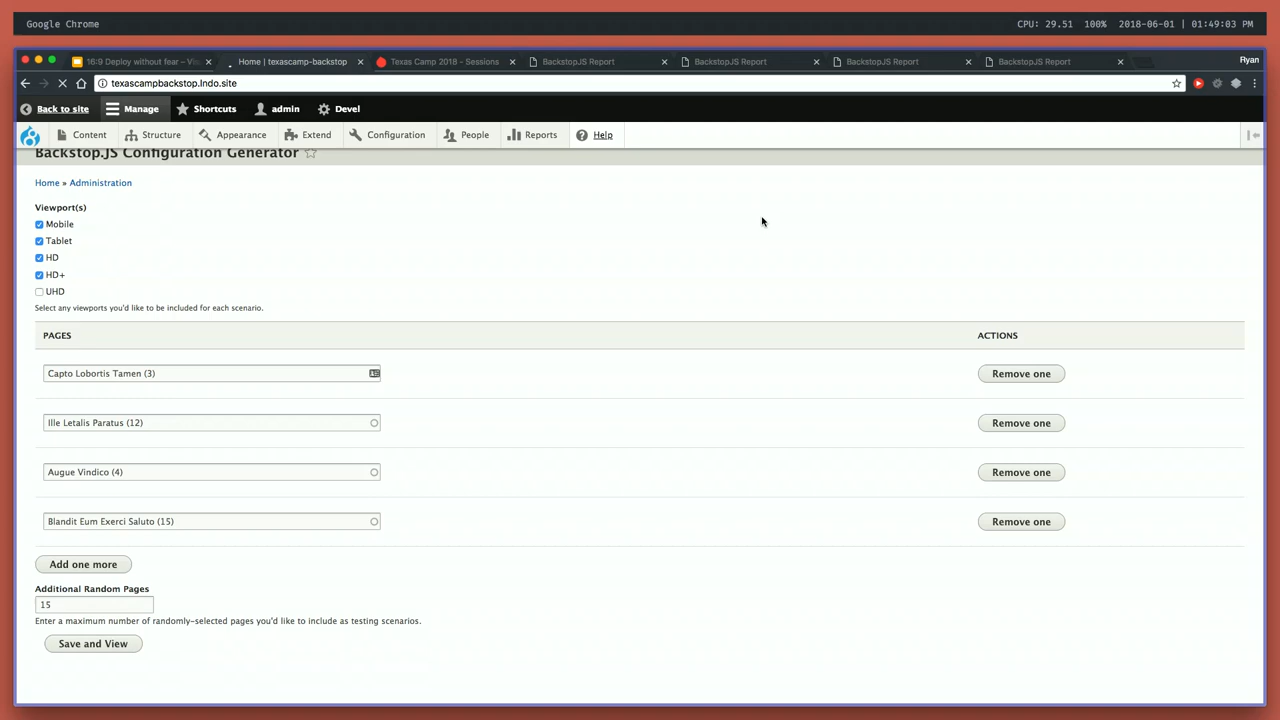 Google Chrome CPU: 29.51 100% 2018-06-01 | 01:49:03 PM
16:9 Deploy without fear – Vi Home | texascamp-backstop Texas Camp 2018 - Sessions BackstopJS Report BackstopJS Report BackstopJS Report BackstopJS Report Ryan
texascampbackstop.lndo.site
Back to site Manage Shortcuts admin Devel
Content Structure Appearance Extend Configuration People Reports Help
Backstop.JS Configuration Generator
Home » Administration
Viewport(s)
Mobile
Tablet
HD
HD+
UHD
Select any viewports you'd like to be included for each scenario.
PAGES ACTIONS
Capto Lobortis Tamen (3) Remove one
Ille Letalis Paratus (12) Remove one
Augue Vindico (4) Remove one
Blandit Eum Exerci Saluto (15) Remove one
Add one more
Additional Random Pages
15
Enter a maximum number of randomly-selected pages you'd like to include as testing scenarios.
Save and View